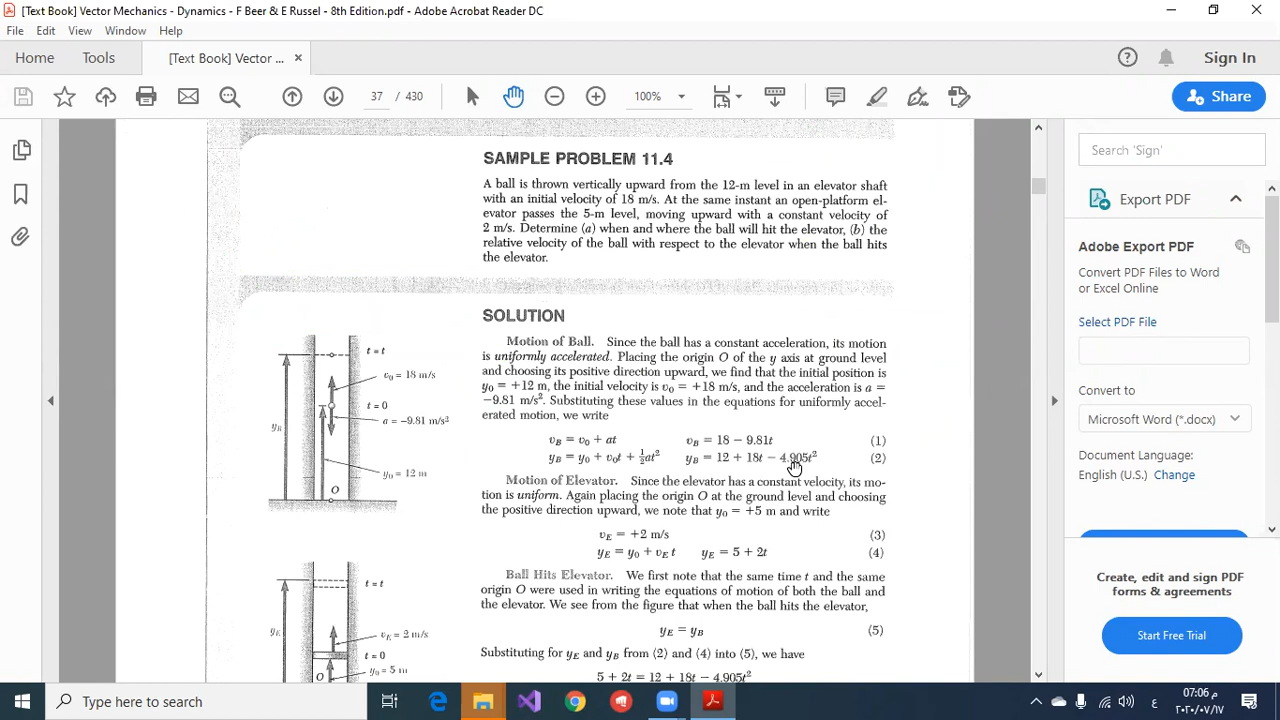 [Text Book] Vector Mechanics - Dynamics - F Beer & E Russel - 8th Edition.pdf - Adobe Acrobat Reader DC
File Edit View Window Help
Home Tools [Text Book] Vector ... × Sign In
37 / 430 100% Share
SAMPLE PROBLEM 11.4
A ball is thrown vertically upward from the 12-m level in an elevator shaft
with an initial velocity of 18 m/s. At the same instant an open-platform el-
evator passes the 5-m level, moving upward with a constant velocity of
2 m/s. Determine (a) when and where the ball will hit the elevator, (b) the
relative velocity of the ball with respect to the elevator when the ball hits
the elevator.
SOLUTION
Motion of Ball. Since the ball has a constant acceleration, its motion
is uniformly accelerated. Placing the origin O of the y axis at ground level
and choosing its positive direction upward, we find that the initial position is
y₀ = +12 m, the initial velocity is v₀ = +18 m/s, and the acceleration is a =
−9.81 m/s². Substituting these values in the equations for uniformly accel-
erated motion, we write
v_B = v₀ + at v_B = 18 − 9.81t (1)
y_B = y₀ + v₀t + ½at² y_B = 12 + 18t − 4.905t² (2)
Motion of Elevator. Since the elevator has a constant velocity, its mo-
tion is uniform. Again placing the origin O at the ground level and choosing
the positive direction upward, we note that y₀ = +5 m and write
v_E = +2 m/s (3)
y_E = y₀ + v_E t y_E = 5 + 2t (4)
Ball Hits Elevator. We first note that the same time t and the same
origin O were used in writing the equations of motion of both the ball and
the elevator. We see from the figure that when the ball hits the elevator,
y_E = y_B (5)
Substituting for y_E and y_B from (2) and (4) into (5), we have
5 + 2t = 12 + 18t − 4.905t²
t = t
v₀ = 18 m/s
t = 0
a = −9.81 m/s²
y_B
y₀ = 12 m
O
t = t
y_E
v_E = 2 m/s
t = 0
y₀ = 5 m
O
Search 'Sign'
Export PDF
Adobe Export PDF
Convert PDF Files to Word
or Excel Online
Select PDF File
Convert to
Microsoft Word (*.docx)
Document Language:
English (U.S.) Change
Create, edit and sign PDF
forms & agreements
Start Free Trial
Type here to search
ع
07:06 م
٢٠٢٠/٠٧/١٧